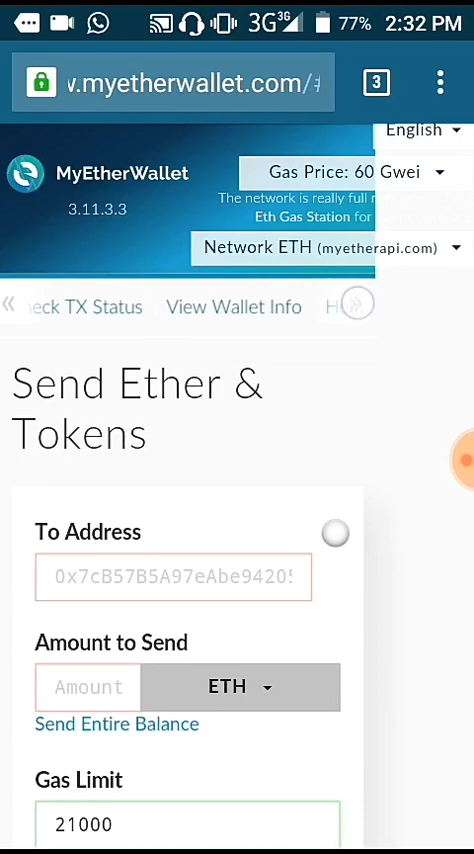 3G 3G 77% 2:32 PM
v.myetherwallet.com/#
3
English
MyEtherWallet
Gas Price: 60 Gwei
3.11.3.3
The network is really full
Eth Gas Station for
Network ETH (myetherapi.com)
« eck TX Status View Wallet Info »
Send Ether &
Tokens
To Address
0x7cB57B5A97eAbe9420
Amount to Send
Amount ETH
Send Entire Balance
Gas Limit
21000